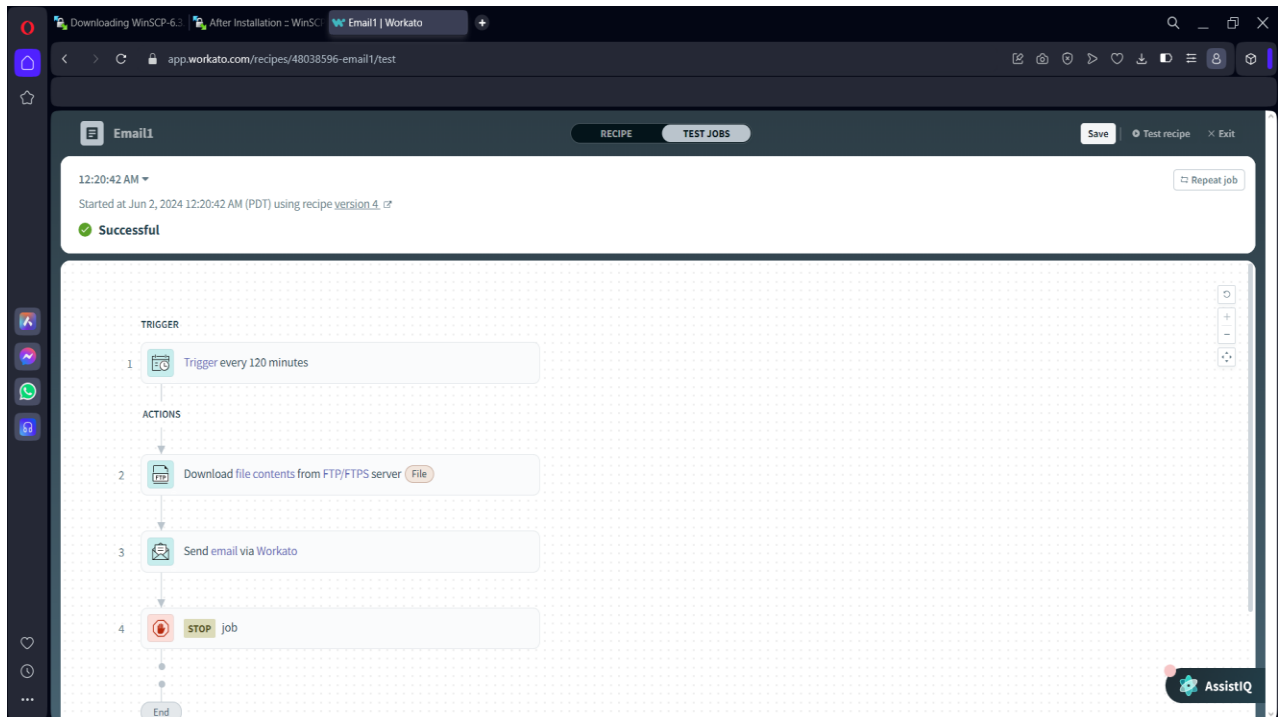 Downloading WinSCP-6.3.
After Installation :: WinSCP
Email1 | Workato
app.workato.com/recipes/48038596-email1/test
Email1
RECIPE
TEST JOBS
Save
Test recipe
Exit
12:20:42 AM
Repeat job
Started at Jun 2, 2024 12:20:42 AM (PDT) using recipe version 4
Successful
TRIGGER
1 Trigger every 120 minutes
ACTIONS
2 FTP Download file contents from FTP/FTPS server File
3 Send email via Workato
4 STOP job
End
AssistIQ